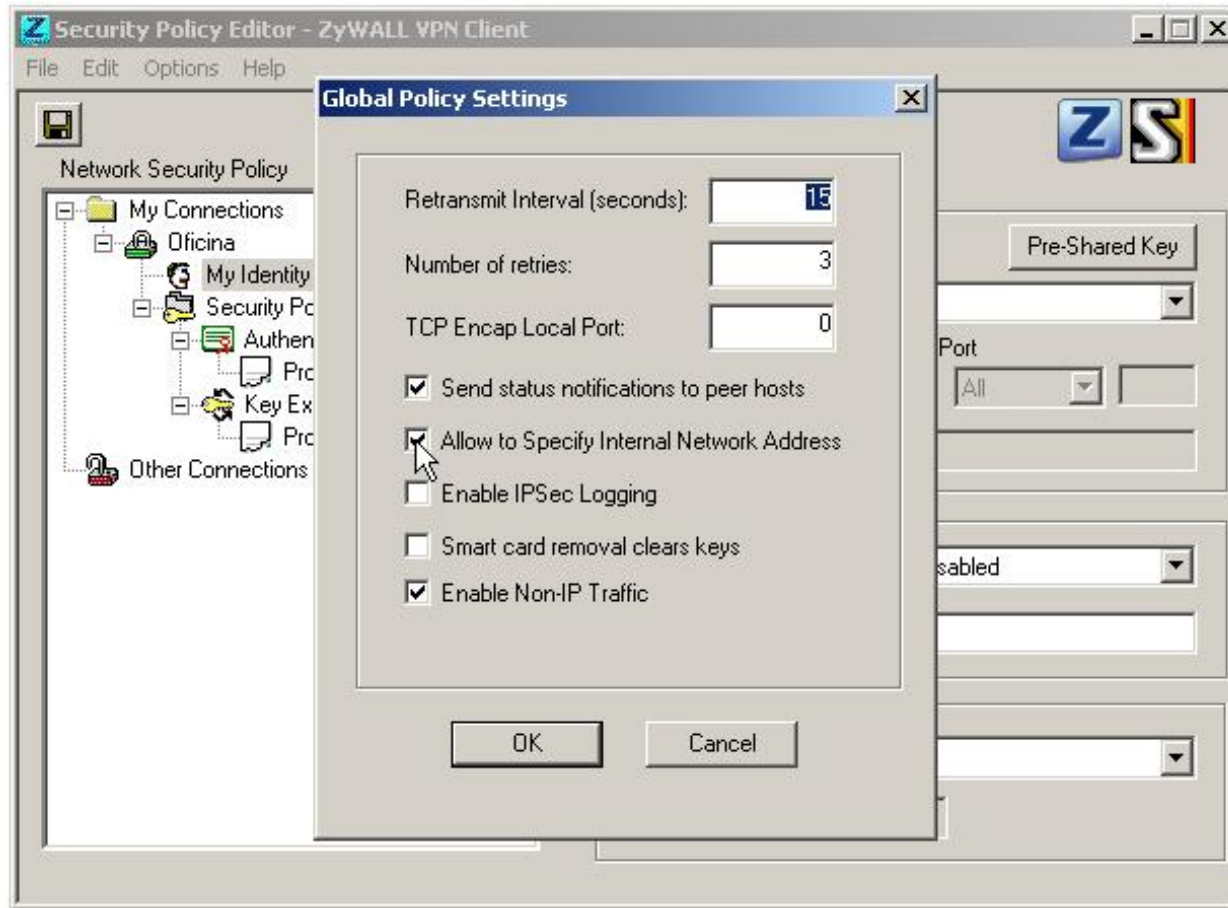 Security Policy Editor - ZyWALL VPN Client
File Edit Options Help
Global Policy Settings
Network Security Policy
My Connections
Oficina
My Identity
Security Po
Authen
Pro
Key Ex
Pro
Other Connections
Retransmit Interval (seconds): 15
Number of retries: 3
TCP Encap Local Port: 0
Send status notifications to peer hosts
Allow to Specify Internal Network Address
Enable IPSec Logging
Smart card removal clears keys
Enable Non-IP Traffic
OK Cancel
Z S
Pre-Shared Key
Port
All
sabled